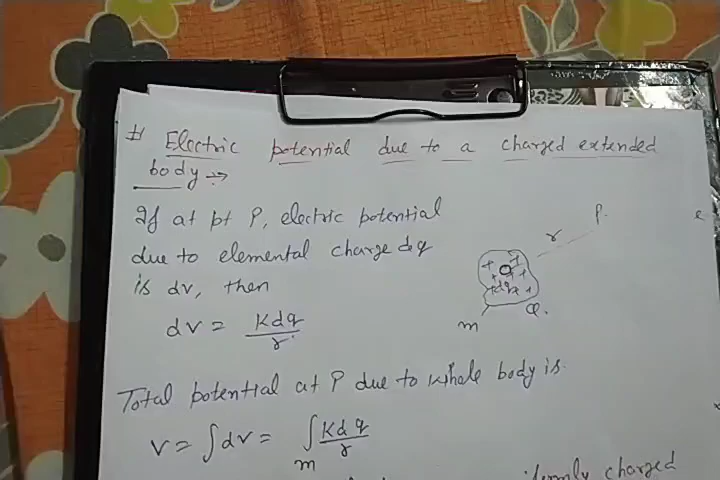 # Electric potential due to a charged extended
body →
If at pt P, electric potential
due to elemental charge dq
is dv, then
dv = Kdq/r
P.
r
+ + + + + dq + +
Q.
m
Total potential at P due to whole body is.
v = ∫dv = ∫m Kdq/r
charged